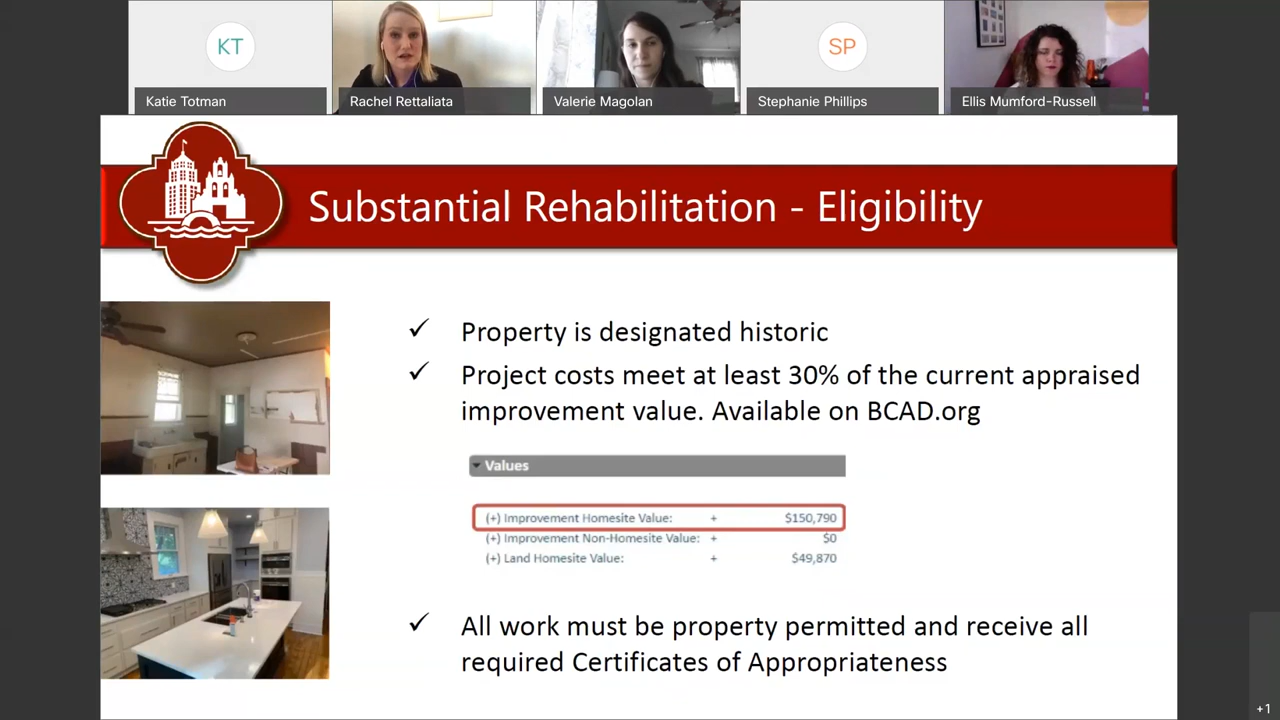 KT
SP
Katie Totman
Rachel Rettaliata
Valerie Magolan
Stephanie Phillips
Ellis Mumford-Russell
Substantial Rehabilitation - Eligibility
✓ Property is designated historic
✓ Project costs meet at least 30% of the current appraised
improvement value. Available on BCAD.org
Values
(+) Improvement Homesite Value: + $150,790
(+) Improvement Non-Homesite Value: + $0
(+) Land Homesite Value: + $49,870
✓ All work must be property permitted and receive all
required Certificates of Appropriateness
+1